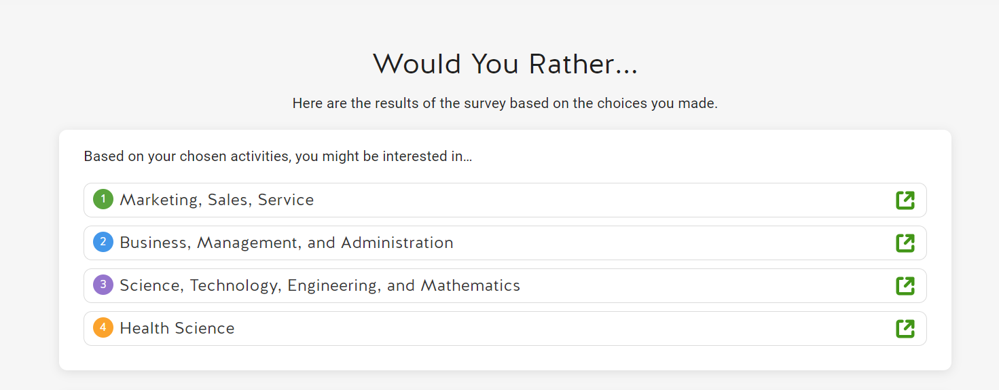 Would You Rather...
Here are the results of the survey based on the choices you made.
Based on your chosen activities, you might be interested in...
1 Marketing, Sales, Service
2 Business, Management, and Administration
3 Science, Technology, Engineering, and Mathematics
4 Health Science